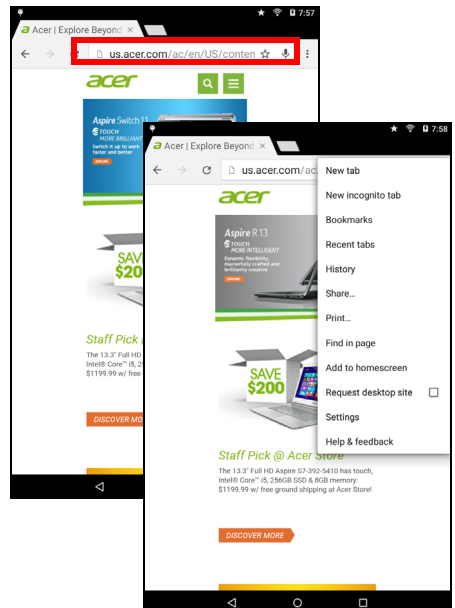 7:57
Acer | Explore Beyond
us.acer.com/ac/en/US/conten
acer
Aspire Switch 11
TOUCH
MORE BRILLIANT
Switch it up to work
faster and better
SAV
$20
Staff Pick
The 13.3" Full HD
Intel® Core™ i5, 2
$1199.99 w/ free
DISCOVER MO
7:58
Acer | Explore Beyond
us.acer.com/ac
acer
Aspire R 13
TOUCH
MORE INTELLIGENT
Dynamic flexibility,
masterfully crafted and
brilliantly creative
SAVE
$200
Staff Pick @ Acer Store
The 13.3" Full HD Aspire S7-392-5410 has touch,
Intel® Core™ i5, 256GB SSD & 8GB memory:
$1199.99 w/ free ground shipping at Acer Store!
DISCOVER MORE
New tab
New incognito tab
Bookmarks
Recent tabs
History
Share...
Print...
Find in page
Add to homescreen
Request desktop site
Settings
Help & feedback